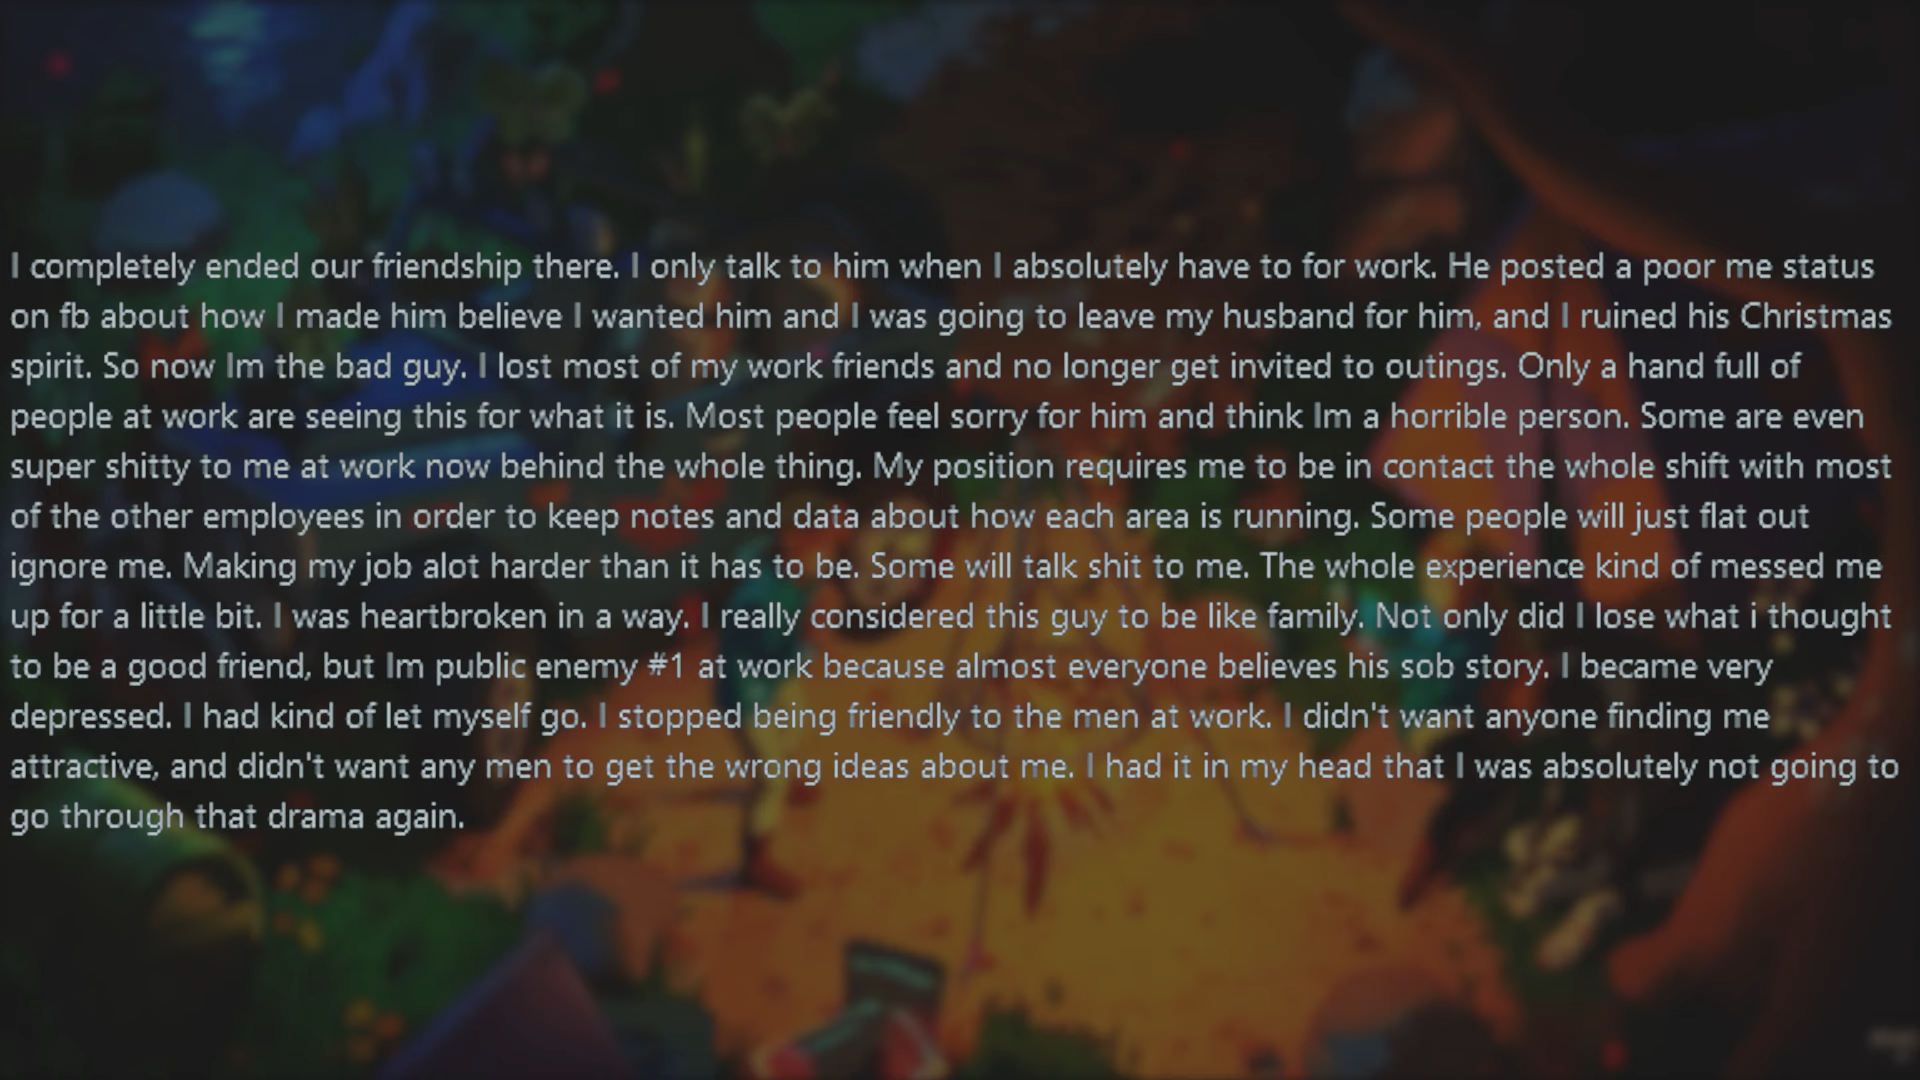 I completely ended our friendship there. I only talk to him when I absolutely have to for work. He posted a poor me status
on fb about how I made him believe I wanted him and I was going to leave my husband for him, and I ruined his Christmas
spirit. So now Im the bad guy. I lost most of my work friends and no longer get invited to outings. Only a hand full of
people at work are seeing this for what it is. Most people feel sorry for him and think Im a horrible person. Some are even
super shitty to me at work now behind the whole thing. My position requires me to be in contact the whole shift with most
of the other employees in order to keep notes and data about how each area is running. Some people will just flat out
ignore me. Making my job alot harder than it has to be. Some will talk shit to me. The whole experience kind of messed me
up for a little bit. I was heartbroken in a way. I really considered this guy to be like family. Not only did I lose what i thought
to be a good friend, but Im public enemy #1 at work because almost everyone believes his sob story. I became very
depressed. I had kind of let myself go. I stopped being friendly to the men at work. I didn't want anyone finding me
attractive, and didn't want any men to get the wrong ideas about me. I had it in my head that I was absolutely not going to
go through that drama again.